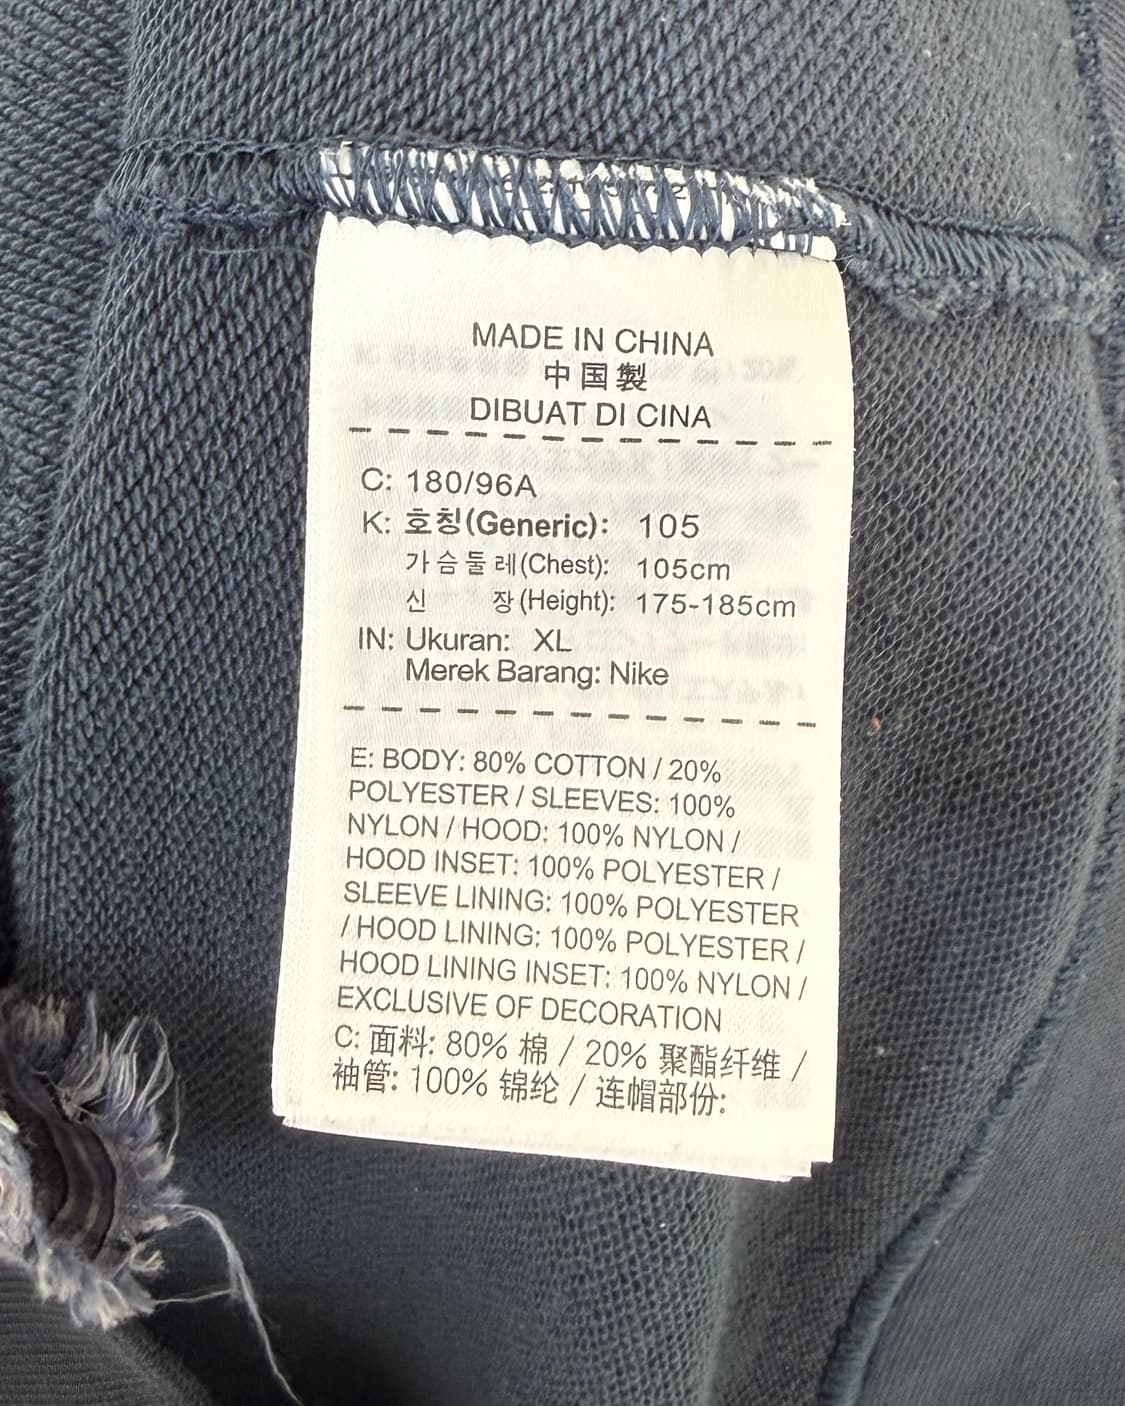 MADE IN CHINA
中国製
DIBUAT DI CINA
C: 180/96A
K: 호칭(Generic): 105
가슴둘레(Chest): 105cm
신 장(Height): 175-185cm
IN: Ukuran: XL
Merek Barang: Nike
E: BODY: 80% COTTON / 20%
POLYESTER / SLEEVES: 100%
NYLON / HOOD: 100% NYLON /
HOOD INSET: 100% POLYESTER /
SLEEVE LINING: 100% POLYESTER
/ HOOD LINING: 100% POLYESTER /
HOOD LINING INSET: 100% NYLON /
EXCLUSIVE OF DECORATION
C: 面料: 80% 棉 / 20% 聚酯纤维 /
袖管: 100% 锦纶 / 连帽部份: